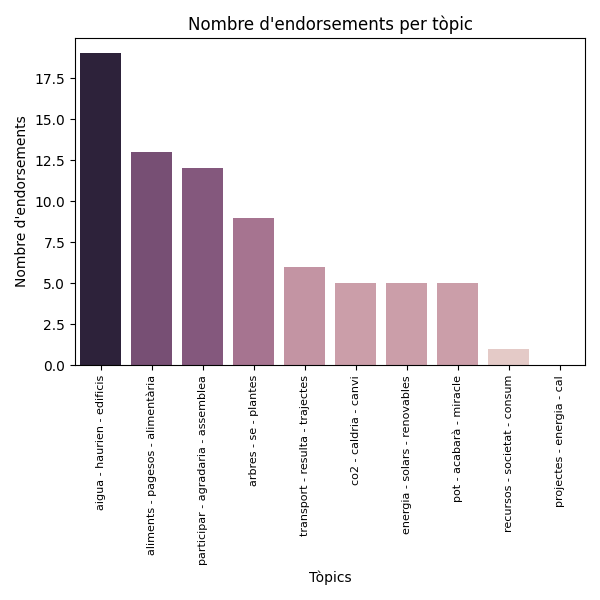 Nombre d'endorsements per tòpic
Nombre d'endorsements
17.5
15.0
12.5
10.0
7.5
5.0
2.5
0.0
aigua - haurien - edificis
aliments - pagesos - alimentària
participar - agradaria - assemblea
arbres - se - plantes
transport - resulta - trajectes
co2 - caldria - canvi
energia - solars - renovables
pot - acabarà - miracle
recursos - societat - consum
projectes - energia - cal
Tòpics